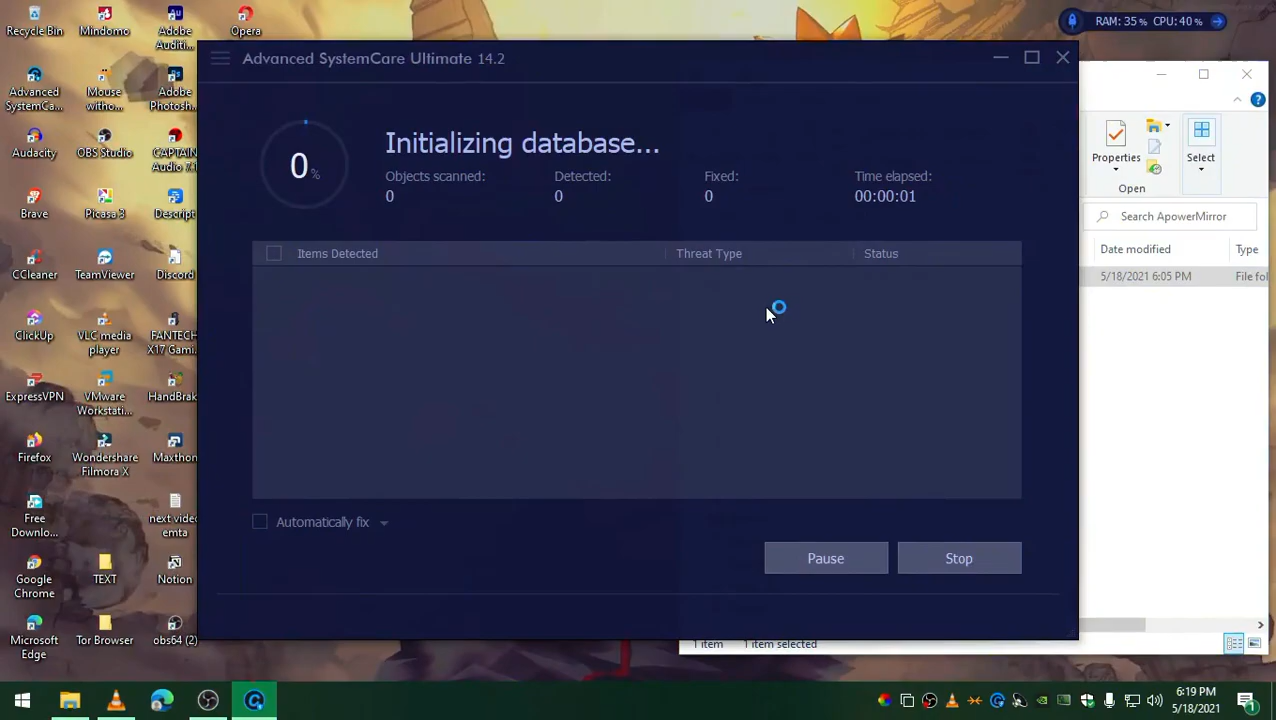 Recycle Bin
Mindomo
Adobe
Auditi...
Opera
Advanced
SystemCa...
Mouse
witho...
Adobe
Photosh...
Audacity
OBS Studio
CAPTAIN
Audio 7.1
Brave
Picasa 3
Descript
CCleaner
TeamViewer
Discord
ClickUp
VLC media
player
FANTECH
X17 Gami...
ExpressVPN
VMware
Workstati...
HandBrak
Firefox
Wondershare
Filmora X
Maxthon
Free
Downlo...
next video
emta
Google
Chrome
TEXT
Notion
Microsoft
Edge
Tor Browser
obs64 (2)
RAM: 35 % CPU: 40 %
Advanced SystemCare Ultimate 14.2
0 %
Initializing database...
Objects scanned:
0
Detected:
0
Fixed:
0
Time elapsed:
00:00:01
Items Detected
Threat Type
Status
Automatically fix
Pause
Stop
Properties
Select
Open
Search ApowerMirror
Date modified
Type
5/18/2021 6:05 PM
File fol
1 item
1 item selected
6:19 PM
5/18/2021
1